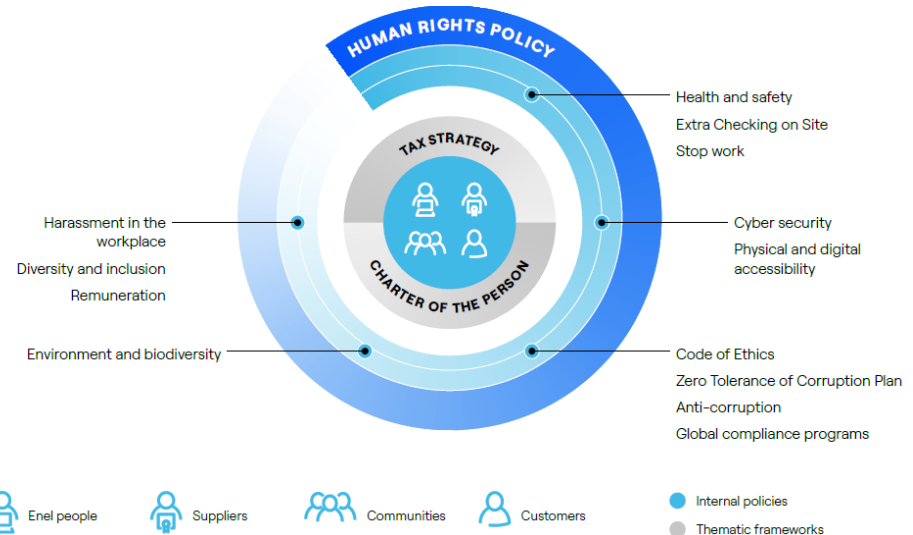 HUMAN RIGHTS POLICY
TAX STRATEGY
CHARTER OF THE PERSON
Health and safety
Extra Checking on Site
Stop work
Cyber security
Physical and digital
accessibility
Code of Ethics
Zero Tolerance of Corruption Plan
Anti-corruption
Global compliance programs
Environment and biodiversity
Harassment in the
workplace
Diversity and inclusion
Remuneration
Enel people
Suppliers
Communities
Customers
Internal policies
Thematic frameworks